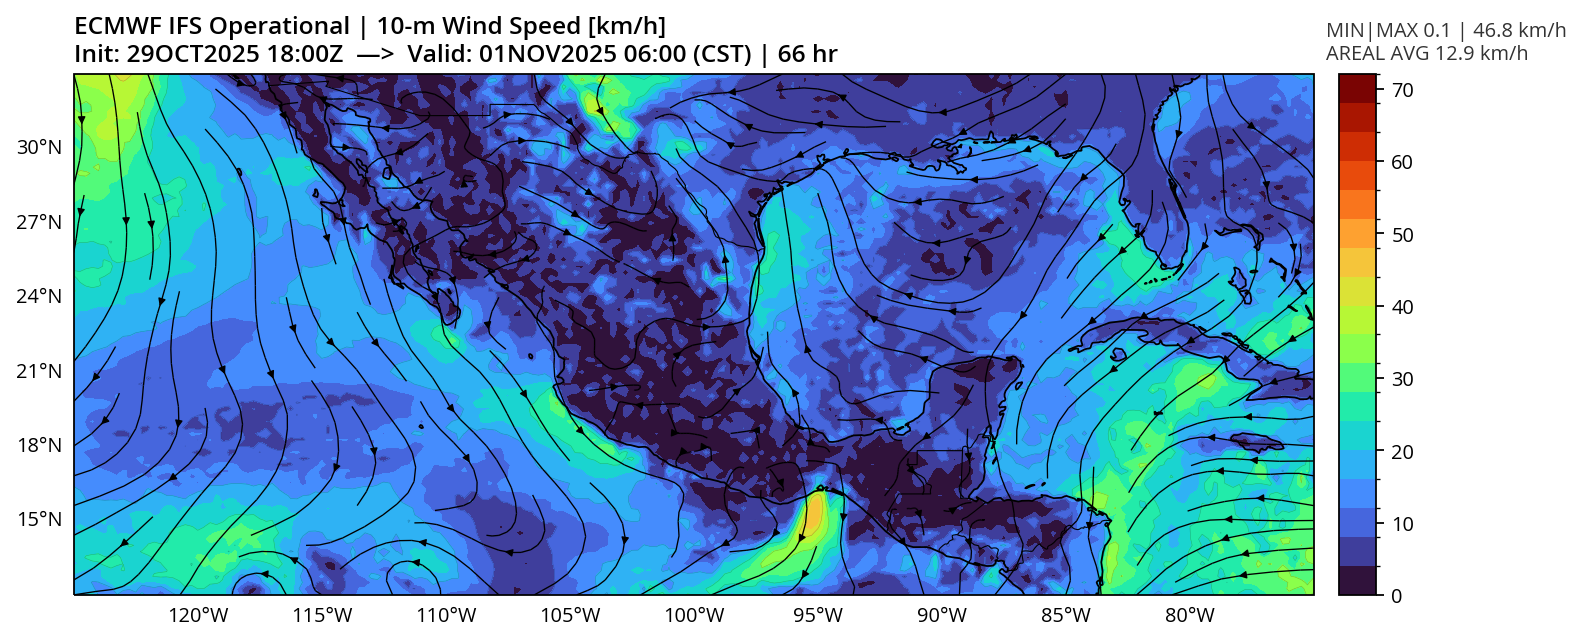 ECMWF IFS Operational | 10-m Wind Speed [km/h]
Init: 29OCT2025 18:00Z —> Valid: 01NOV2025 06:00 (CST) | 66 hr
MIN|MAX 0.1 | 46.8 km/h
AREAL AVG 12.9 km/h
30°N
27°N
24°N
21°N
18°N
15°N
120°W
115°W
110°W
105°W
100°W
95°W
90°W
85°W
80°W
70
60
50
40
30
20
10
0